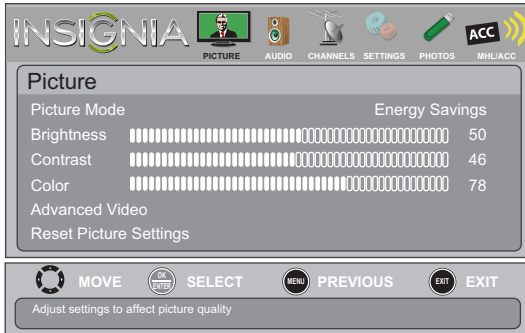 INSIGNIA
PICTURE AUDIO CHANNELS SETTINGS PHOTOS MHL/ACC
ACC
Picture
Picture Mode Energy Savings
Brightness 50
Contrast 46
Color 78
Advanced Video
Reset Picture Settings
MOVE OK ENTER SELECT MENU PREVIOUS EXIT EXIT
Adjust settings to affect picture quality